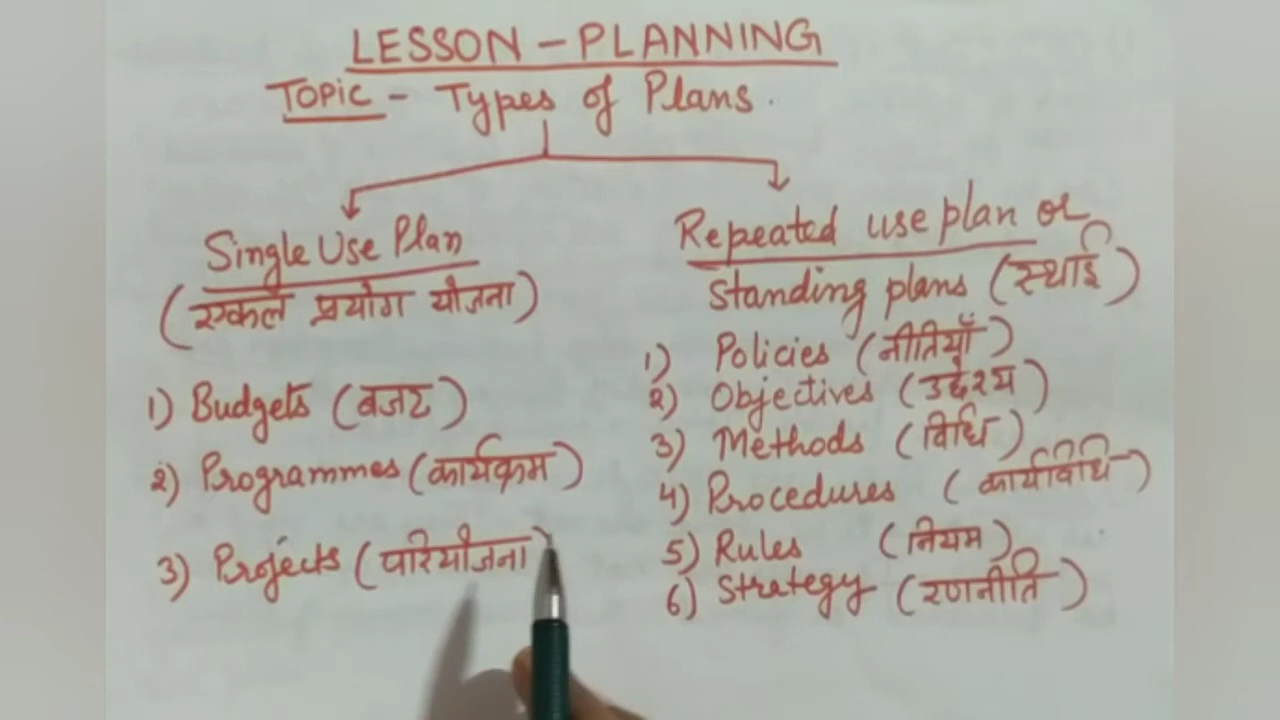 LESSON - PLANNING
TOPIC - Types of Plans.
Single Use Plan
(एकल प्रयोग योजना)
1) Budgets (बजट)
2) Programmes (कार्यक्रम)
3) Projects (परियोजना)
Repeated use plan or
Standing plans (स्थाई)
1) Policies (नीतियाँ)
2) Objectives (उद्देश्य)
3) Methods (विधि)
4) Procedures (कार्यविधि)
5) Rules (नियम)
6) Strategy (रणनीति)